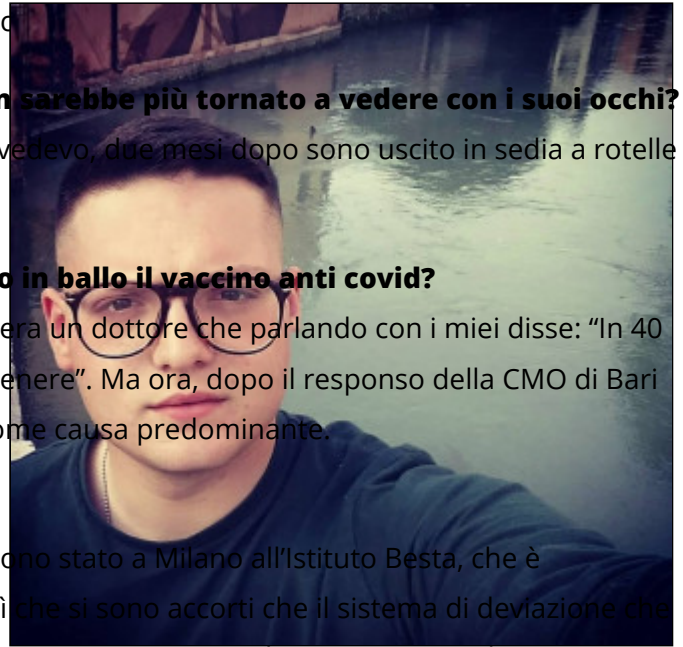 n sarebbe più tornato a vedere con i suoi occhi?
vedevo, due mesi dopo sono uscito in sedia a rotelle
o in ballo il vaccino anti covid?
era un dottore che parlando con i miei disse: “In 40
enere”. Ma ora, dopo il responso della CMO di Bari
ome causa predominante.
ono stato a Milano all’Istituto Besta, che è
ì che si sono accorti che il sistema di deviazione che